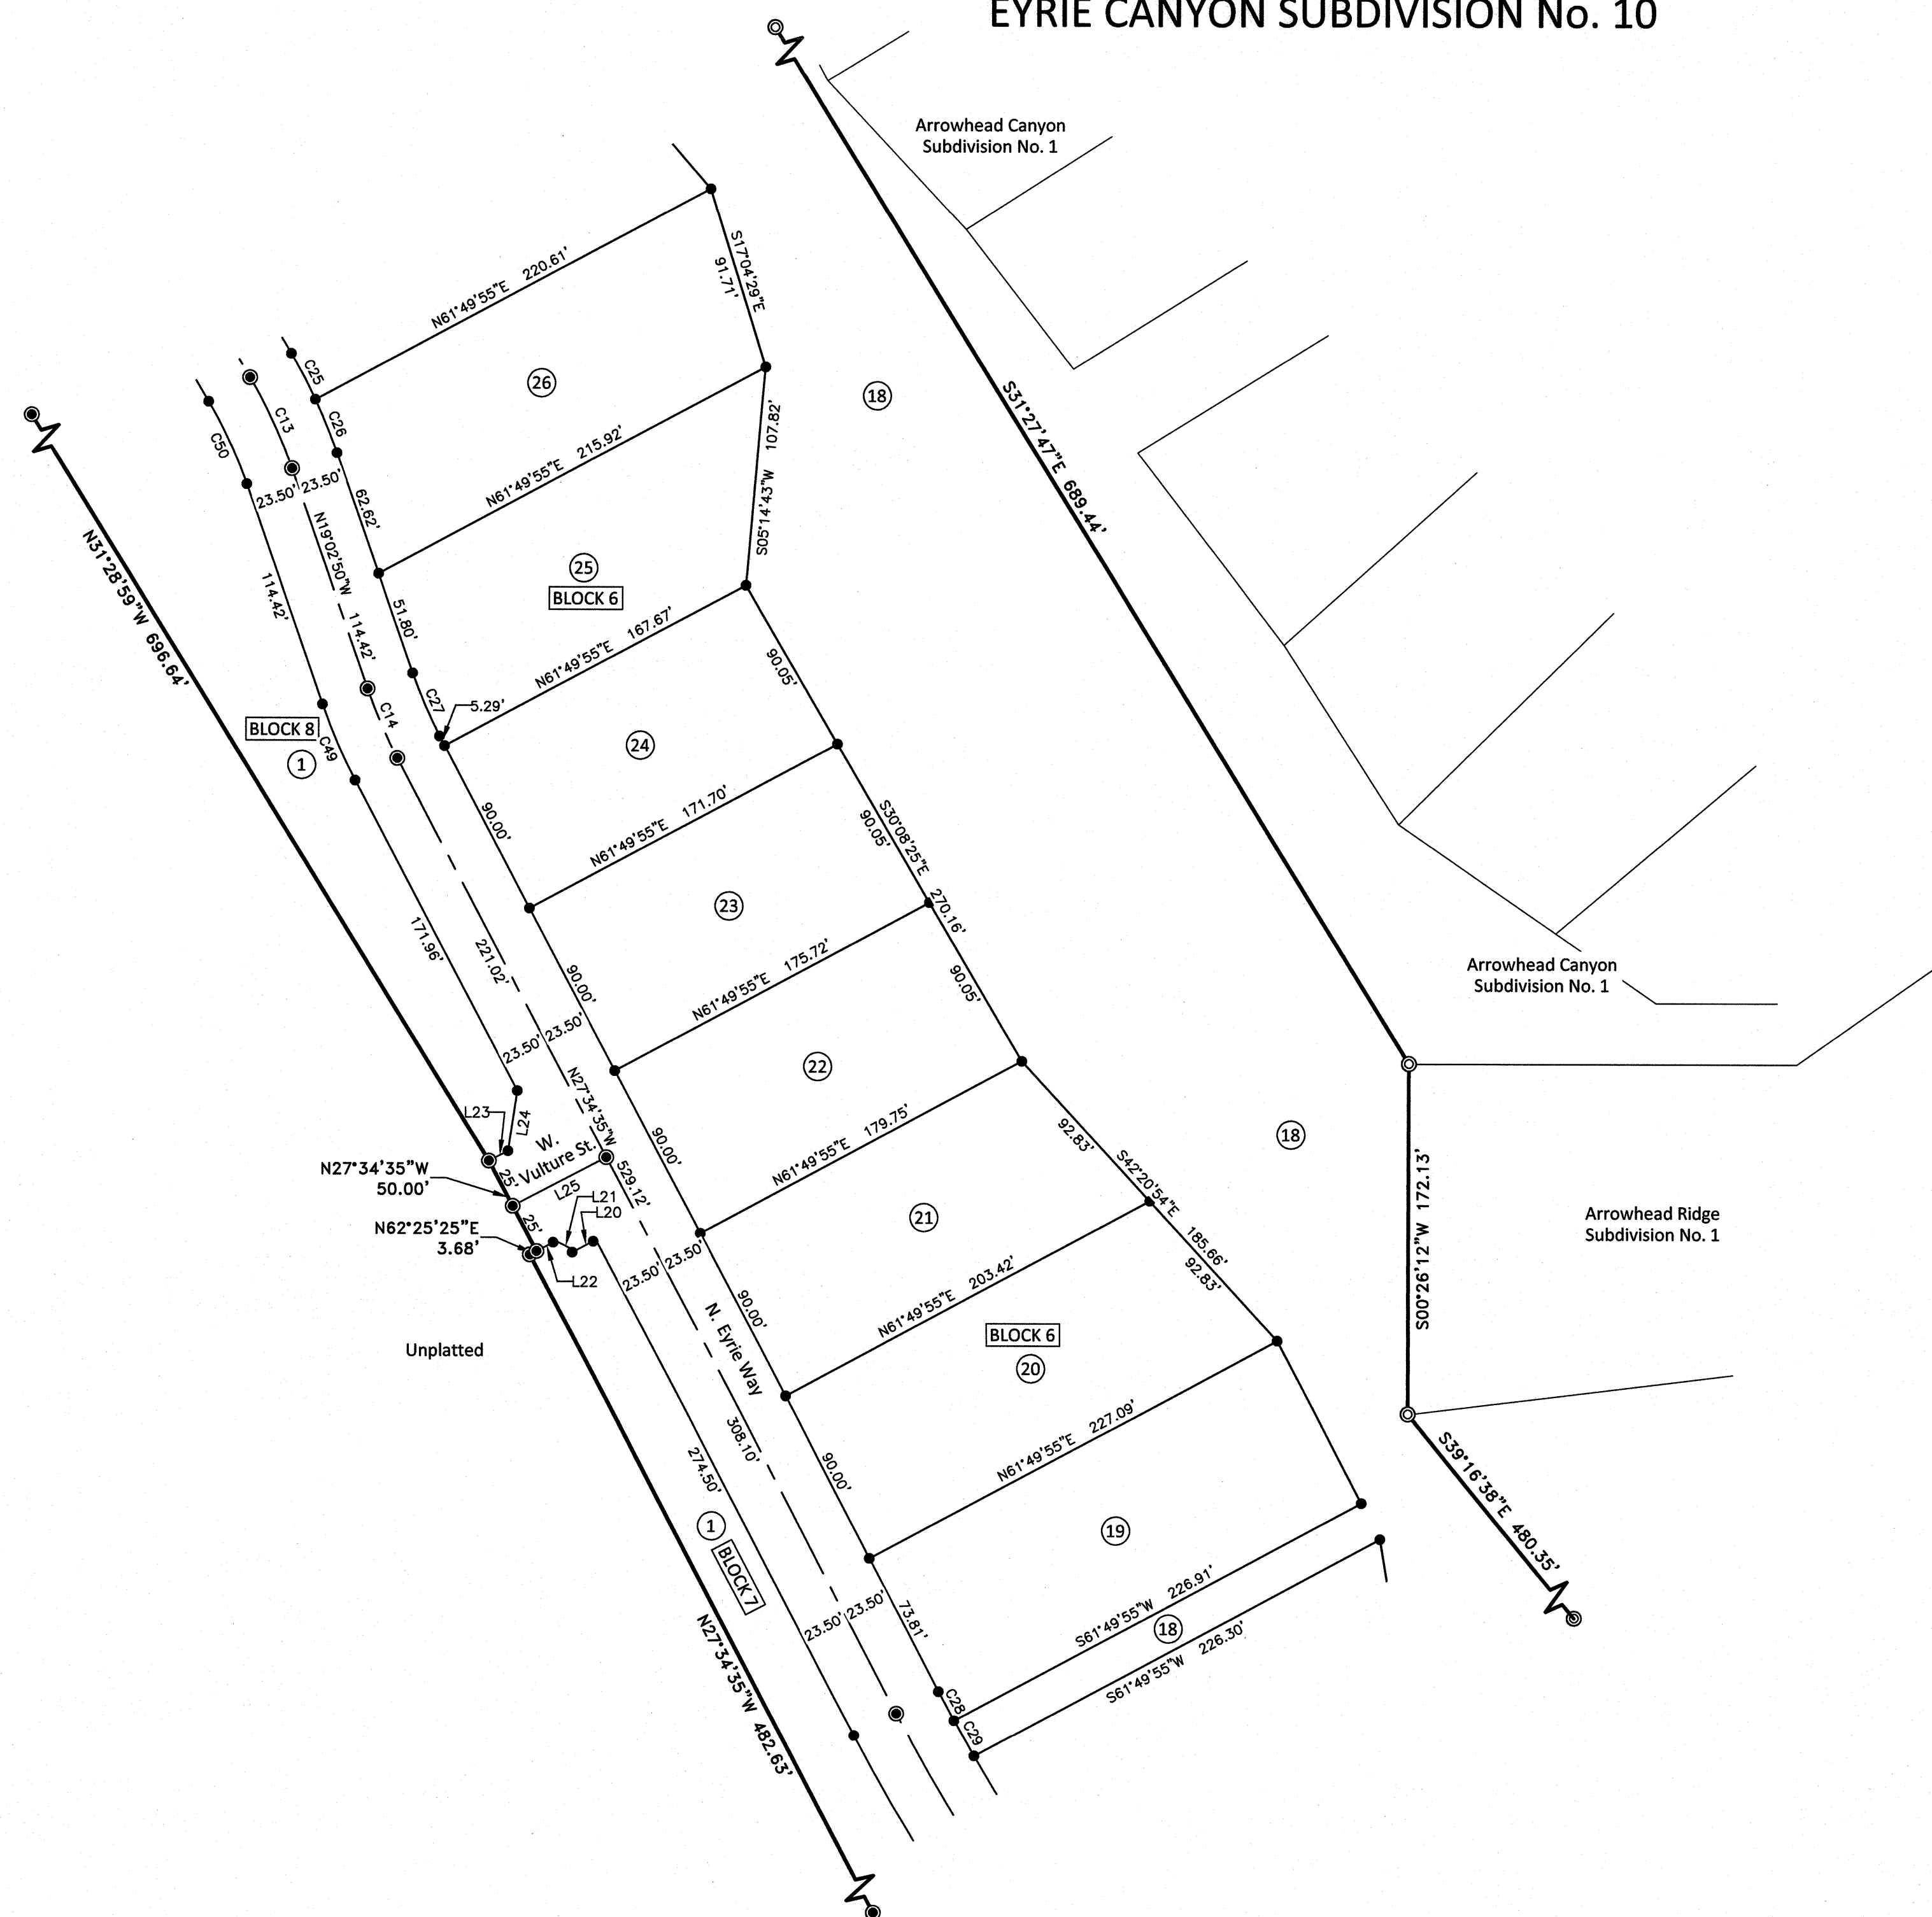 EYRIE CANYON SUBDIVISION No. 10
Arrowhead Canyon
Subdivision No. 1
S17°04'29"E
91.71'
N61°49'55"E 220.61'
C25
26
18
C13
C26
C50
S05°14'43"W 107.82'
N61°49'55"E 215.92'
23.50' 23.50'
62.62'
S31°27'47"E 689.44'
N19°02'50"W 114.42'
114.42'
N31°28'59"W 696.64'
25
BLOCK 6
51.80'
N61°49'55"E 167.67'
90.05'
C27
5.29'
C14
BLOCK 8
C49
1
24
90.00'
N61°49'55"E 171.70'
S30°08'25"E 270.16'
90.05'
23
171.96'
221.02'
90.00'
N61°49'55"E 175.72'
90.05'
Arrowhead Canyon
Subdivision No. 1
23.50' 23.50'
22
N27°34'35"W 529.12'
L23
L24
90.00'
N61°49'55"E 179.75'
92.83'
18
W.
Vulture St.
N27°34'35"W
50.00'
25'
L25
L21
L20
25'
N62°25'25"E
3.68'
L22
S42°20'54"E 185.66'
21
92.83'
S00°26'12"W 172.13'
Arrowhead Ridge
Subdivision No. 1
23.50' 23.50'
90.00'
N61°49'55"E 203.42'
BLOCK 6
20
Unplatted
N. Eyrie Way
308.10'
274.50'
90.00'
N61°49'55"E 227.09'
S39°16'38"E 480.35'
1
BLOCK 7
19
23.50' 23.50'
73.81'
S61°49'55"W 226.91'
18
S61°49'55"W 226.30'
N27°34'35"W 482.63'
C28
C29